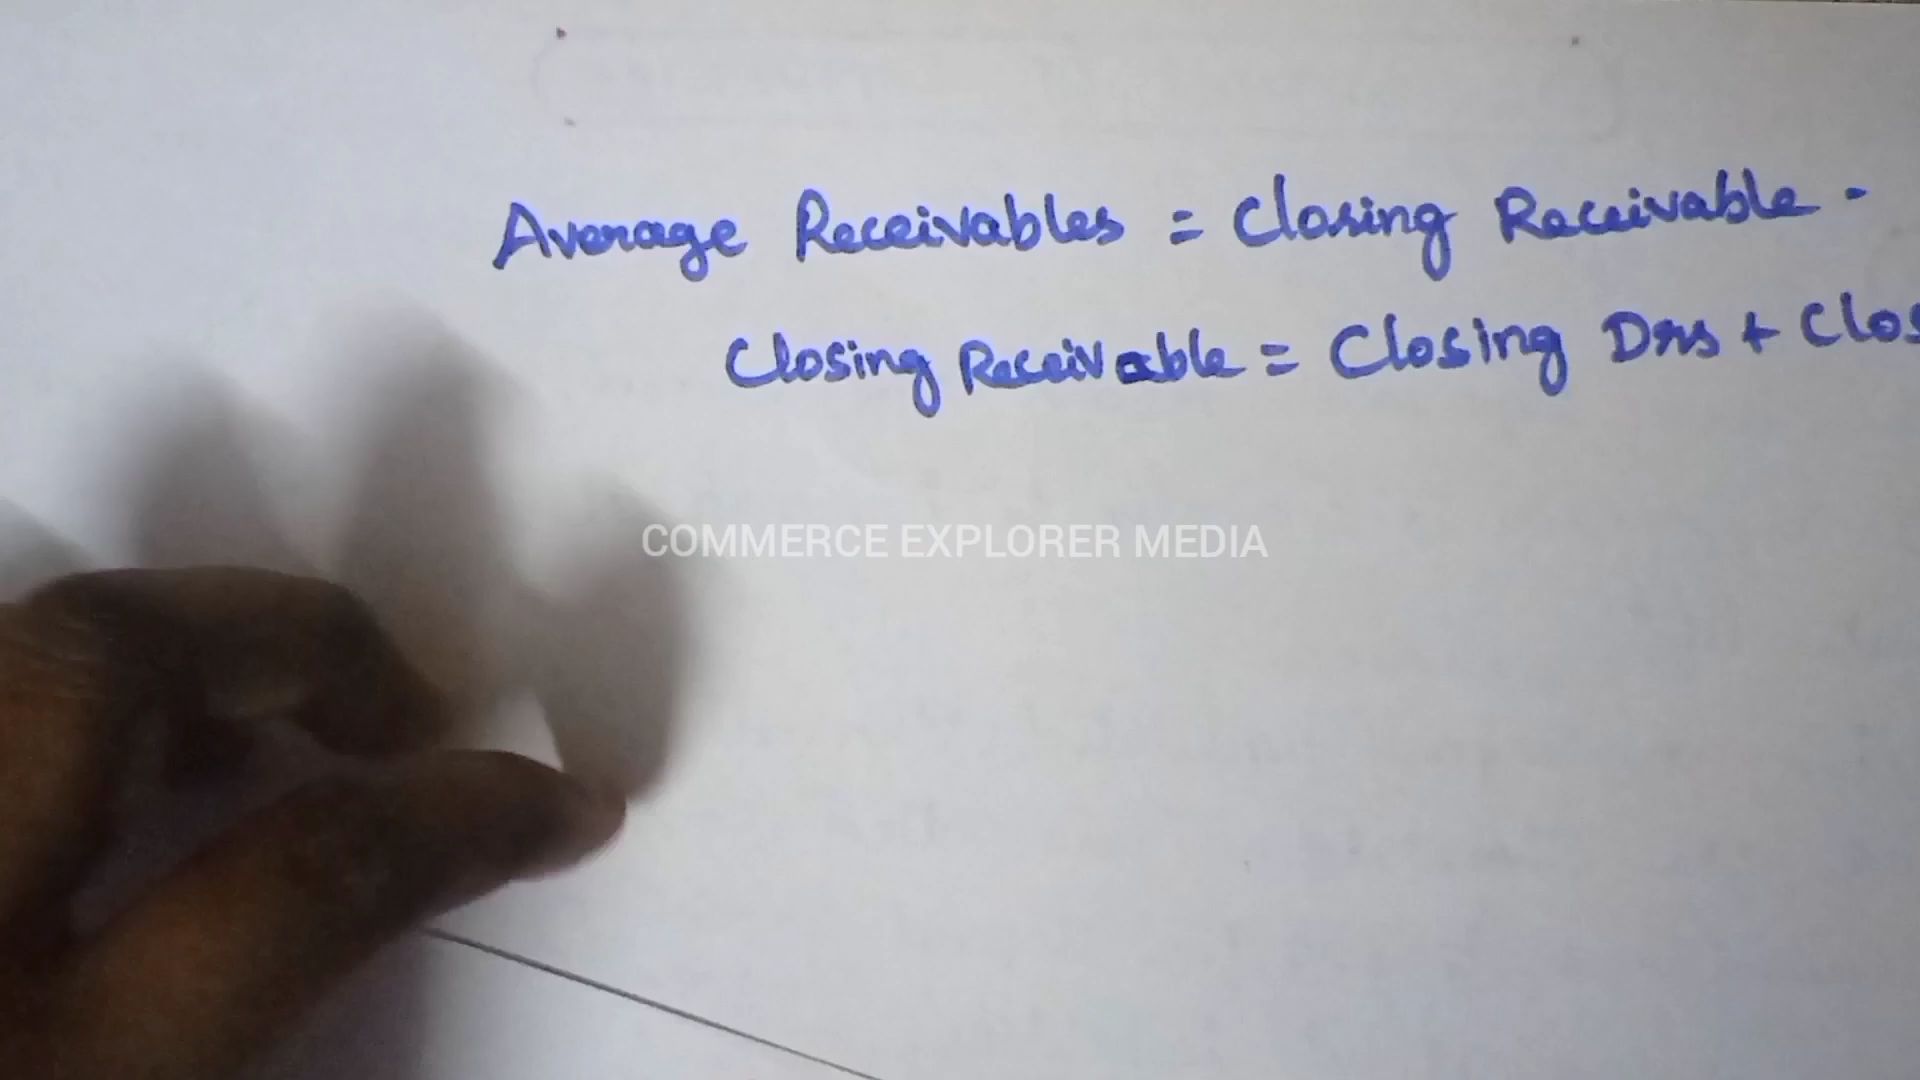 Average Receivables = Closing Receivable -
Closing Receivable = Closing Drs + Clos
COMMERCE EXPLORER MEDIA